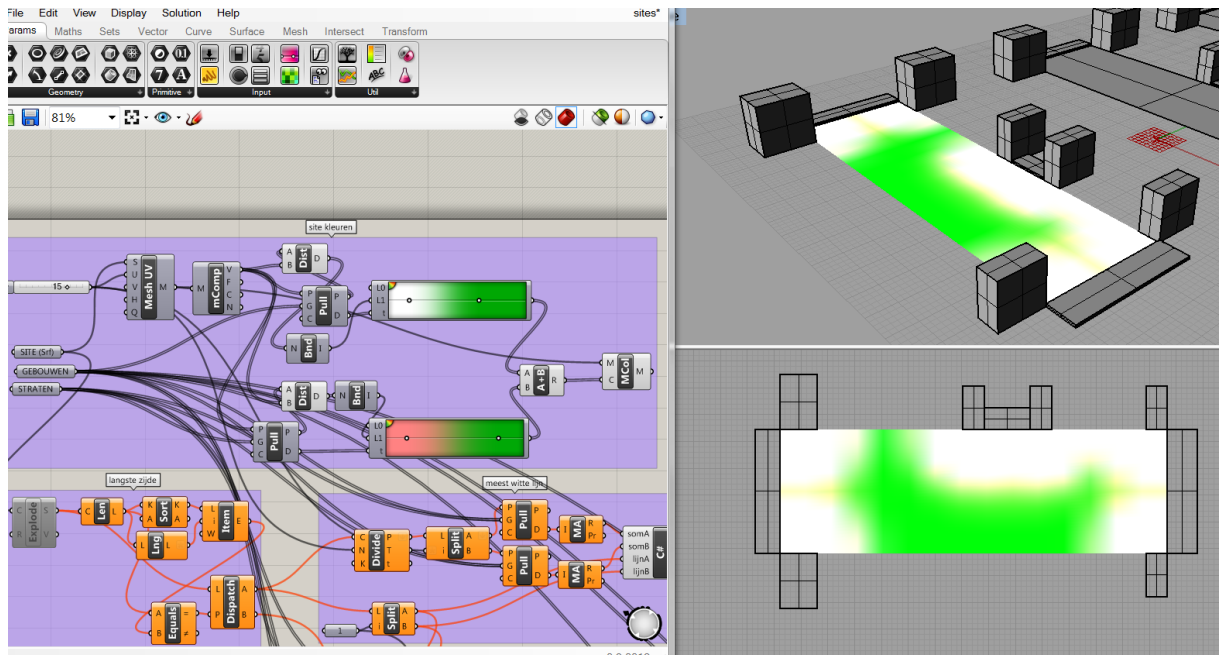 File Edit View Display Solution Help sites*
arams Maths Sets Vector Curve Surface Mesh Intersect Transform
Geometry Primitive Input Util
81%
site kleuren
A B Dist D
15
S U V H Q Mesh UV M
M mComp V F C N
P G C Pull P D
L0 L1 t
N Bnd I
SITE (Srf)
GEBOUWEN
STRATEN
A B A+B R
M C MCol M
A B Dist D
N Bnd I
P G C Pull P D
L0 L1 t
langste zijde
meest witte lijn
C R Explode S V
C Len L
K A Sort K A
L i W Item E
L Lng L
C N K Divide P T t
L i Split A B
P G C Pull P D
I MA R Pr
somA
somB
lijnA
lijnB
C#
P G C Pull P D
I MA R Pr
L P Dispatch A B
A B Equals = ≠
1
L i Split A B